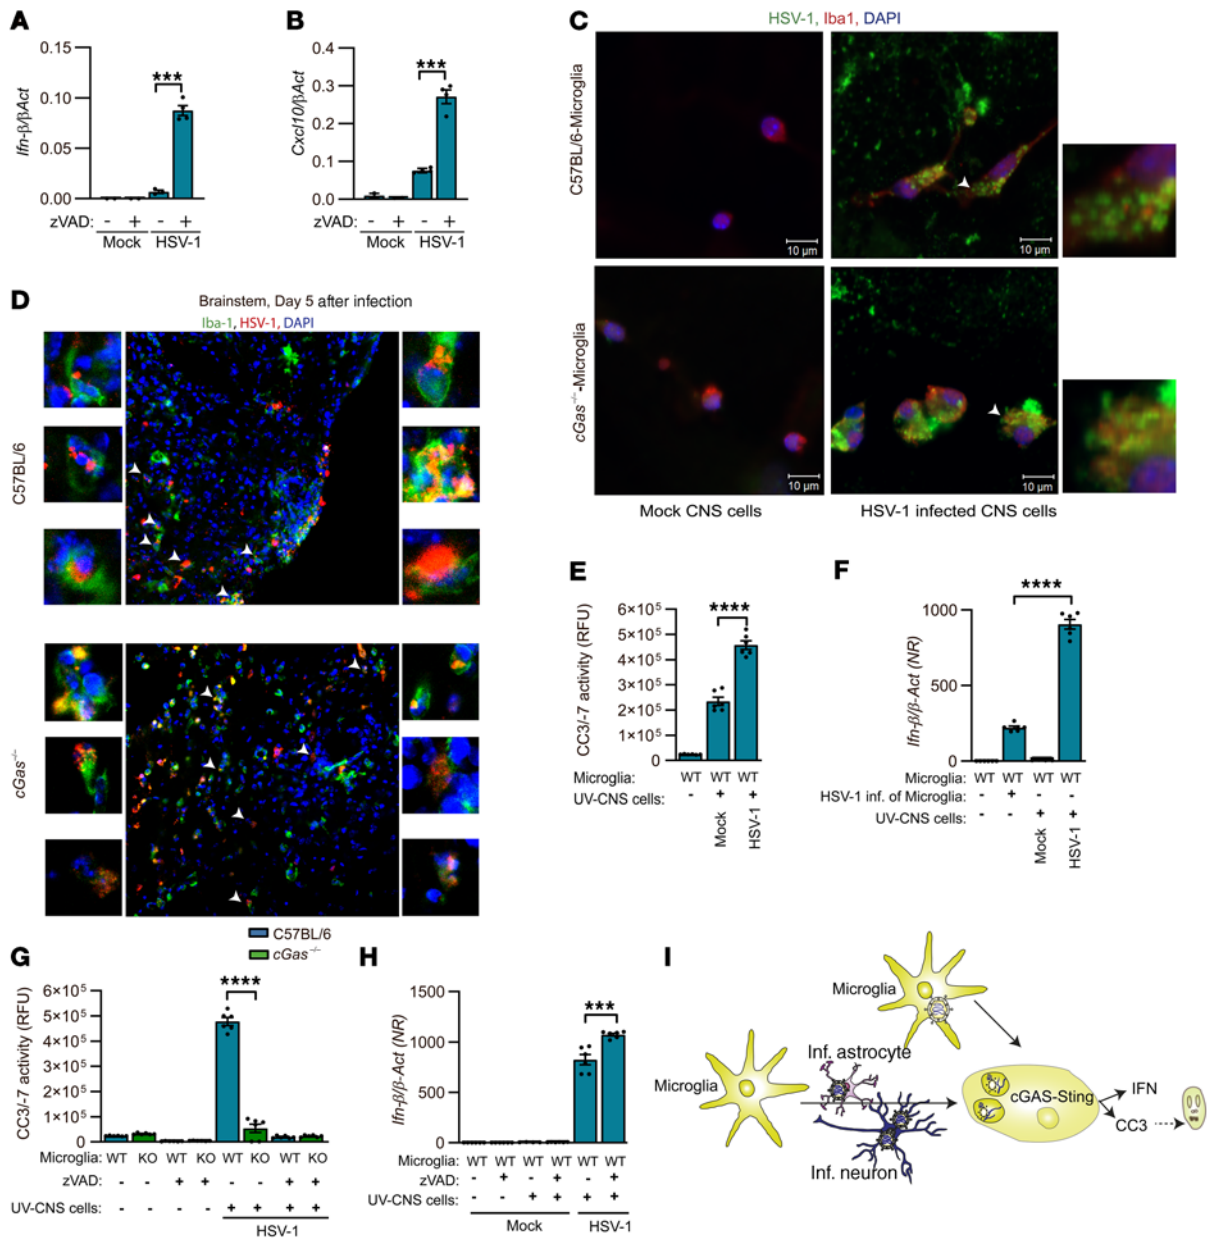 A
0.15
0.10
0.05
0.00
Ifn-β/βAct
***
zVAD: - + - +
Mock HSV-1
B
0.4
0.3
0.2
0.1
0.0
Cxcl10/βAct
***
zVAD: - + - +
Mock HSV-1
C
HSV-1, Iba1, DAPI
C57BL/6-Microglia
10 µm
10 µm
cGas-/--Microglia
10 µm
10 µm
Mock CNS cells
HSV-1 infected CNS cells
D
Brainstem, Day 5 after infection
Iba-1, HSV-1, DAPI
C57BL/6
cGas-/-
E
CC3/-7 activity (RFU)
6×10⁵
5×10⁵
4×10⁵
3×10⁵
2×10⁵
1×10⁵
0
****
Microglia: WT WT WT
UV-CNS cells: - + +
Mock
HSV-1
F
Ifn-β/β-Act (NR)
1000
500
0
****
Microglia: WT WT WT WT
HSV-1 inf. of Microglia: - + - -
UV-CNS cells: - - + +
Mock
HSV-1
C57BL/6
cGas-/-
G
CC3/-7 activity (RFU)
6×10⁵
5×10⁵
4×10⁵
3×10⁵
2×10⁵
1×10⁵
0
****
Microglia: WT KO WT KO WT KO WT KO
zVAD: - - + + - - + +
UV-CNS cells: - - - - + + + +
HSV-1
H
Ifn-β/β-Act (NR)
1500
1000
500
0
***
Microglia: WT WT WT WT WT WT
zVAD: - + - + - +
UV-CNS cells: - - + + + +
Mock HSV-1
I
Microglia
Inf. astrocyte
Microglia
cGAS-Sting
IFN
CC3
Inf. neuron